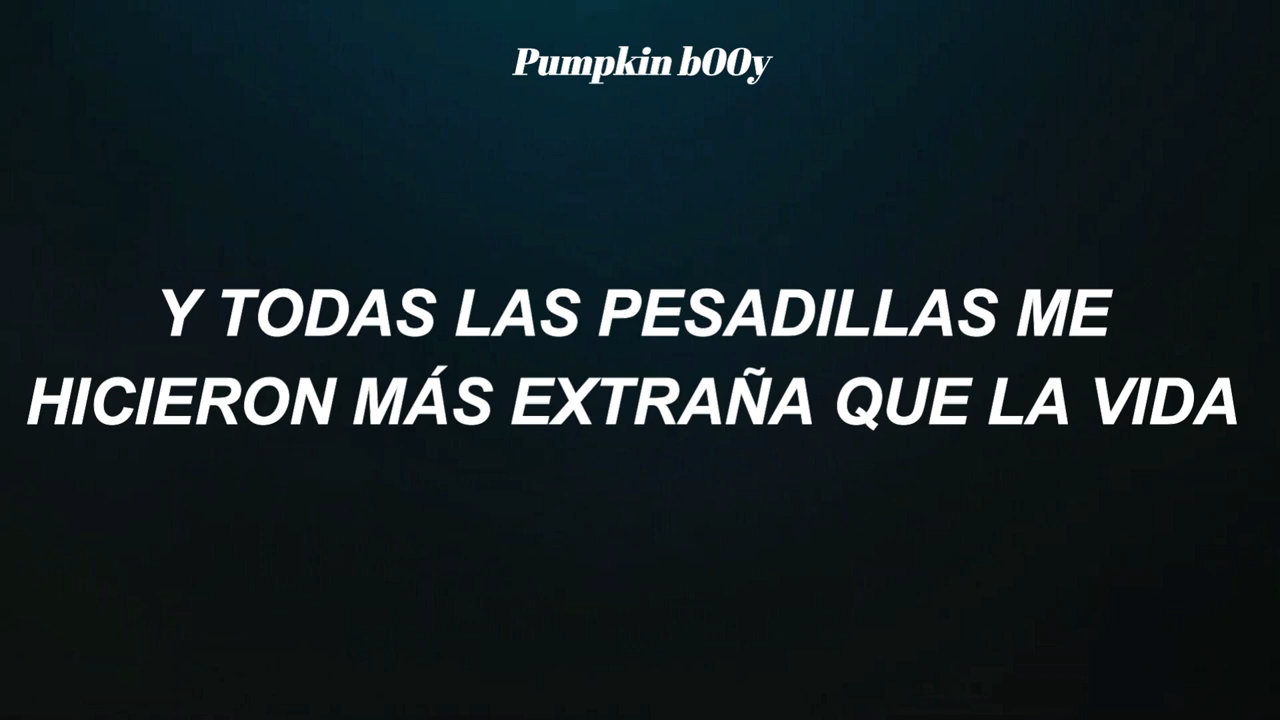 Pumpkin b00y
Y TODAS LAS PESADILLAS ME
HICIERON MÁS EXTRAÑA QUE LA VIDA